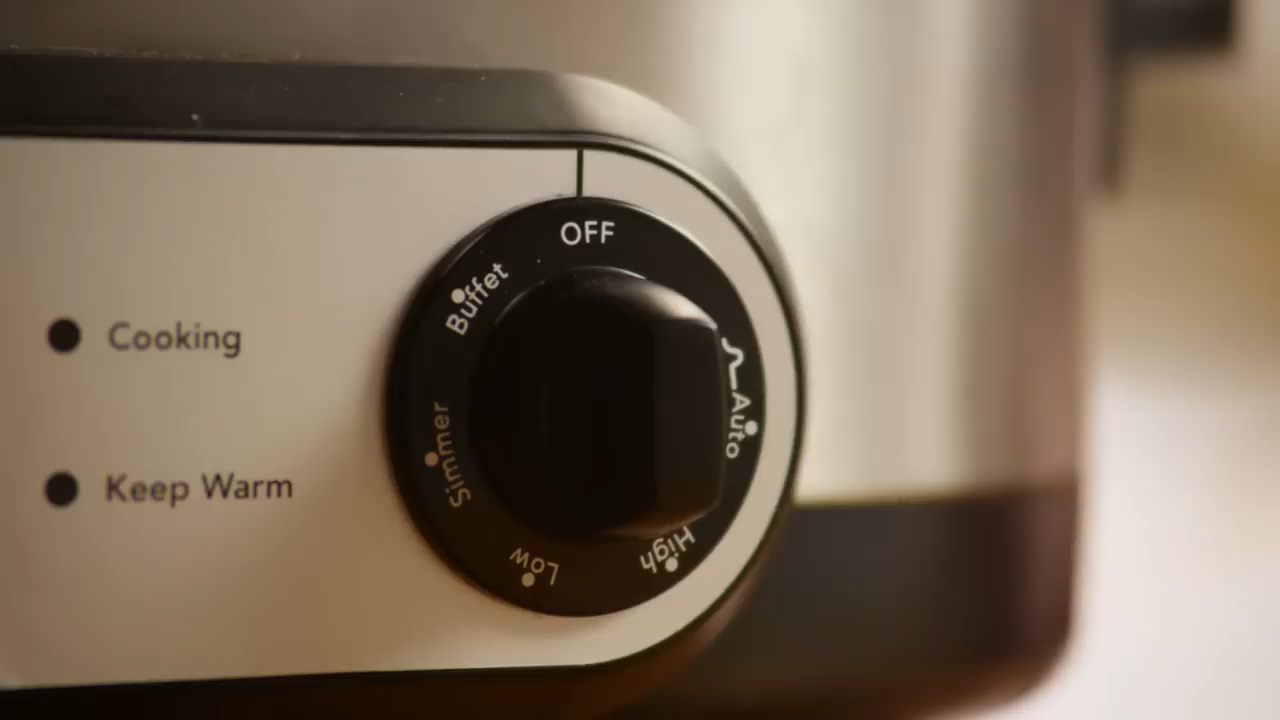 OFF
Buffet
Auto
Cooking
Simmer
Keep Warm
High
Low